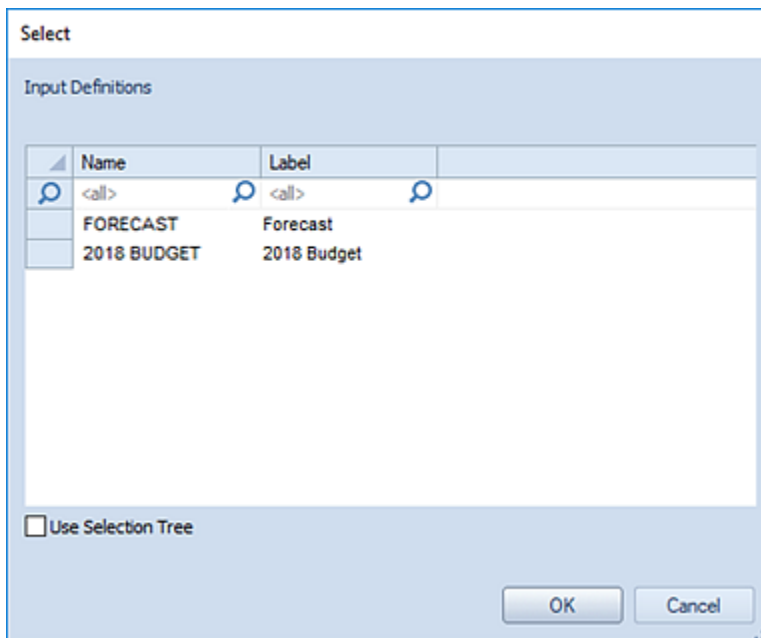 Select
Input Definitions
Name Label
<all> <all>
FORECAST Forecast
2018 BUDGET 2018 Budget
Use Selection Tree
OK Cancel